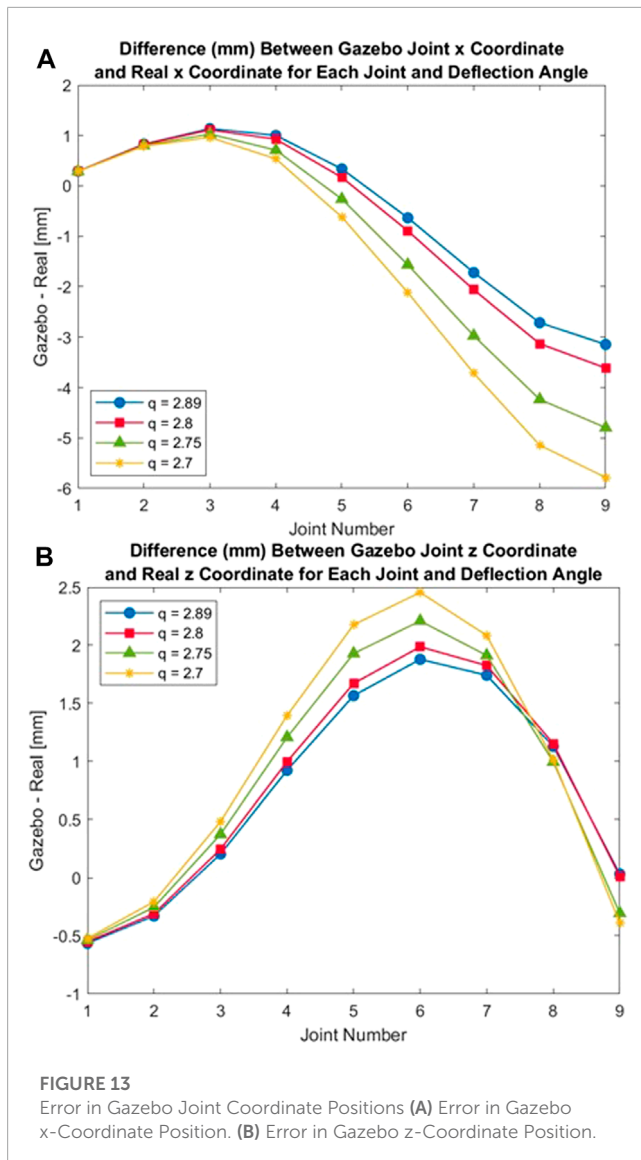 A
Difference (mm) Between Gazebo Joint x Coordinate
and Real x Coordinate for Each Joint and Deflection Angle
2
1
0
-1
-2
-3
-4
-5
-6
Gazebo - Real [mm]
q = 2.89
q = 2.8
q = 2.75
q = 2.7
1 2 3 4 5 6 7 8 9
Joint Number
B
Difference (mm) Between Gazebo Joint z Coordinate
and Real z Coordinate for Each Joint and Deflection Angle
2.5
2
1.5
1
0.5
0
-0.5
-1
Gazebo - Real [mm]
q = 2.89
q = 2.8
q = 2.75
q = 2.7
1 2 3 4 5 6 7 8 9
Joint Number
FIGURE 13
Error in Gazebo Joint Coordinate Positions (A) Error in Gazebo
x-Coordinate Position. (B) Error in Gazebo z-Coordinate Position.